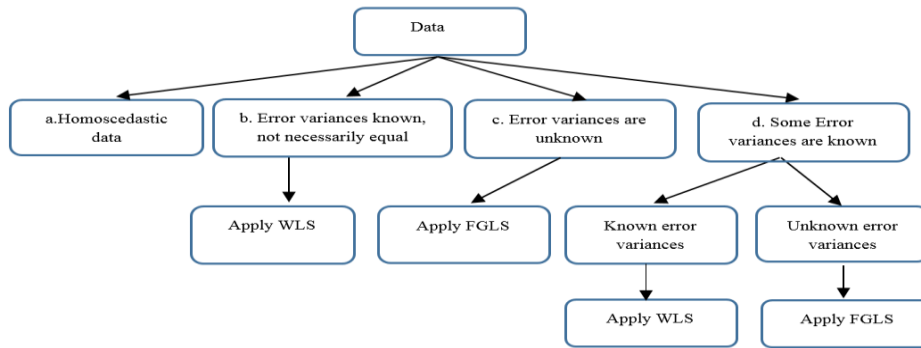 Data
a.Homoscedastic
data
b. Error variances known,
not necessarily equal
c. Error variances are
unknown
d. Some Error
variances are known
Apply WLS
Apply FGLS
Known error
variances
Unknown error
variances
Apply WLS
Apply FGLS